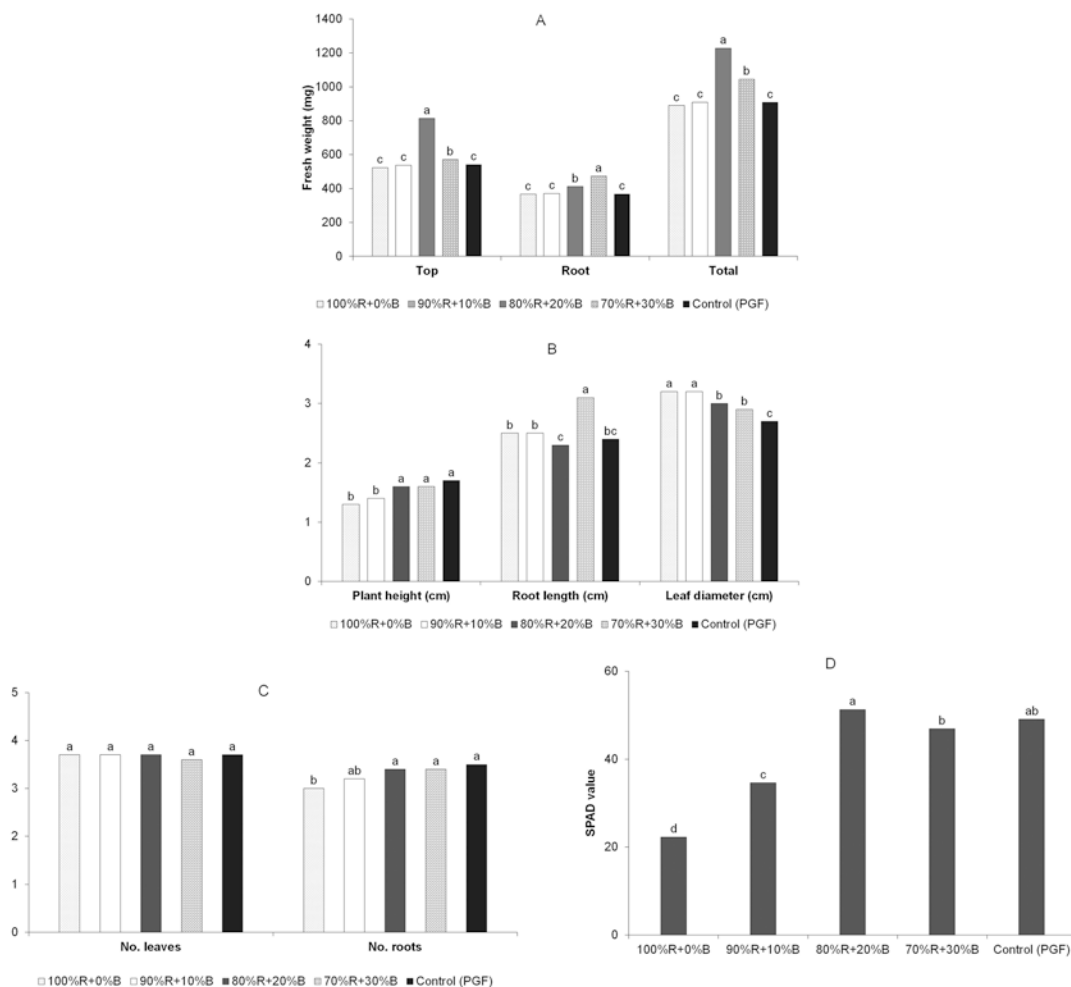 A
Fresh weight (mg)
1400
1200
1000
800
600
400
200
0
c c a b c
c c b a c
c c a b c
Top Root Total
100%R+0%B 90%R+10%B 80%R+20%B 70%R+30%B Control (PGF)
B
4
3
2
1
0
b b a a a
b b c a bc
a a b b c
Plant height (cm) Root length (cm) Leaf diameter (cm)
100%R+0%B 90%R+10%B 80%R+20%B 70%R+30%B Control (PGF)
C
5
4
3
2
1
0
a a a a a
b ab a a a
No. leaves No. roots
100%R+0%B 90%R+10%B 80%R+20%B 70%R+30%B Control (PGF)
D
SPAD value
60
40
20
0
d c a b ab
100%R+0%B 90%R+10%B 80%R+20%B 70%R+30%B Control (PGF)